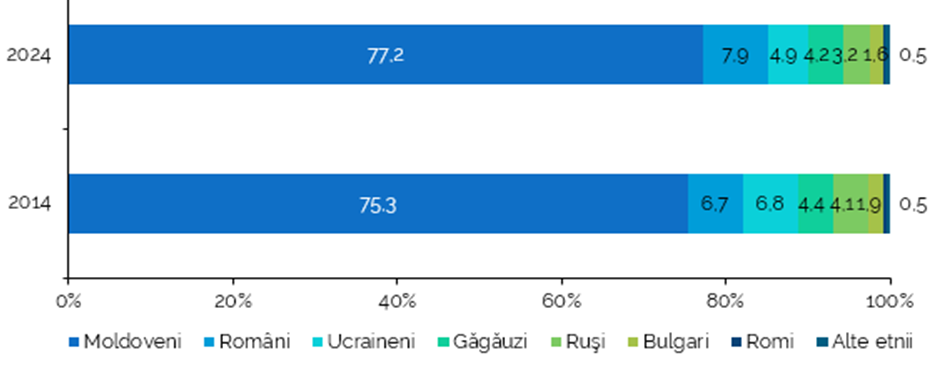 2024 77,2 7,9 4,9 4,2 3,2 1,6 0,5
2014 75,3 6,7 6,8 4,4 4,1 1,9 0,5
0% 20% 40% 60% 80% 100%
Moldoveni Români Ucraineni Găgăuzi Ruşi Bulgari Romi Alte etnii